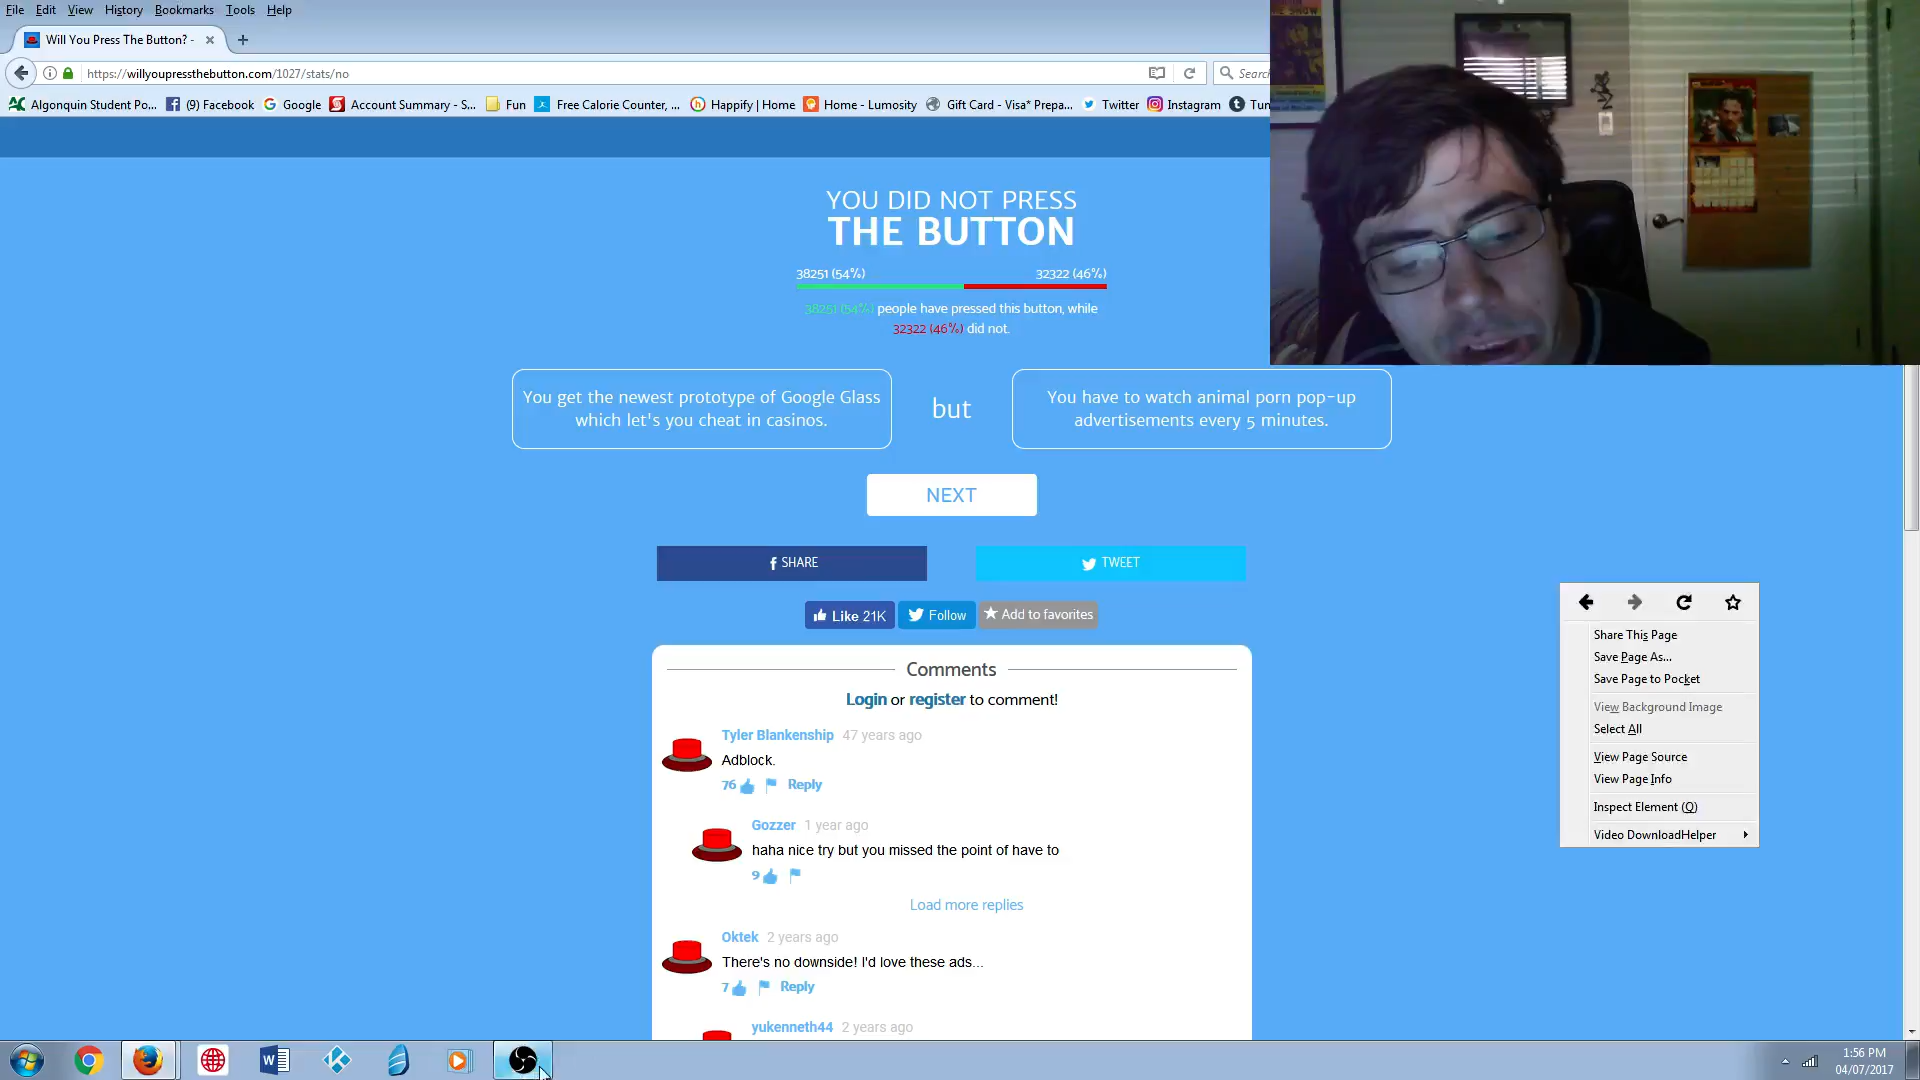 File Edit View History Bookmarks Tools Help
Will You Press The Button? -
https://willyoupressthebutton.com/1027/stats/no
Search
Algonquin Student Po... (9) Facebook Google Account Summary - S... Fun Free Calorie Counter, ... Happify | Home Home - Lumosity Gift Card - Visa* Prepa... Twitter Instagram
YOU DID NOT PRESS
THE BUTTON
38251 (54%) 32322 (46%)
38251 (54%) people have pressed this button, while
32322 (46%) did not.
You get the newest prototype of Google Glass
which let's you cheat in casinos.
but
You have to watch animal porn pop-up
advertisements every 5 minutes.
NEXT
SHARE
TWEET
Like 21K
Follow
Add to favorites
Comments
Login or register to comment!
Tyler Blankenship 47 years ago
Adblock.
76 Reply
Gozzer 1 year ago
haha nice try but you missed the point of have to
9
Load more replies
Oktek 2 years ago
There's no downside! I'd love these ads...
7 Reply
yukenneth44 2 years ago
Share This Page
Save Page As...
Save Page to Pocket
View Background Image
Select All
View Page Source
View Page Info
Inspect Element (Q)
Video DownloadHelper
1:56 PM
04/07/2017